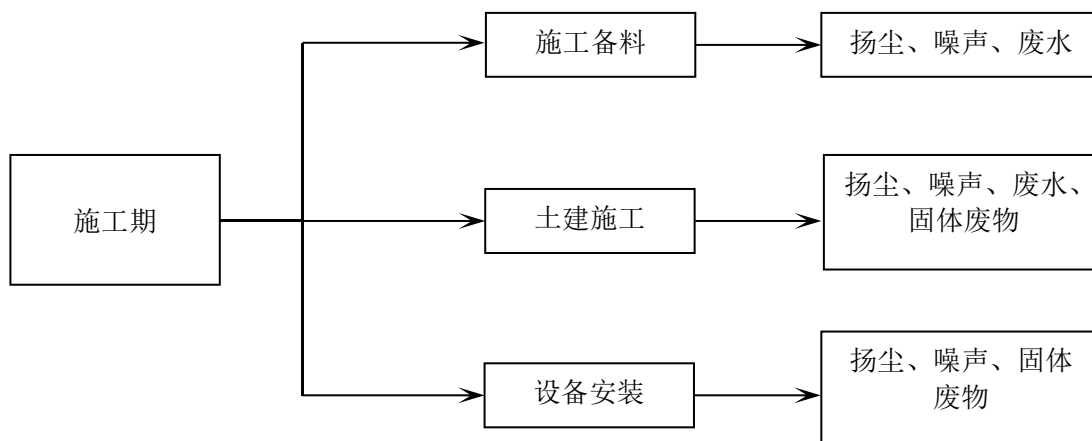 施工备料
扬尘、噪声、废水
施工期
土建施工
扬尘、噪声、废水、
固体废物
设备安装
扬尘、噪声、固体
废物